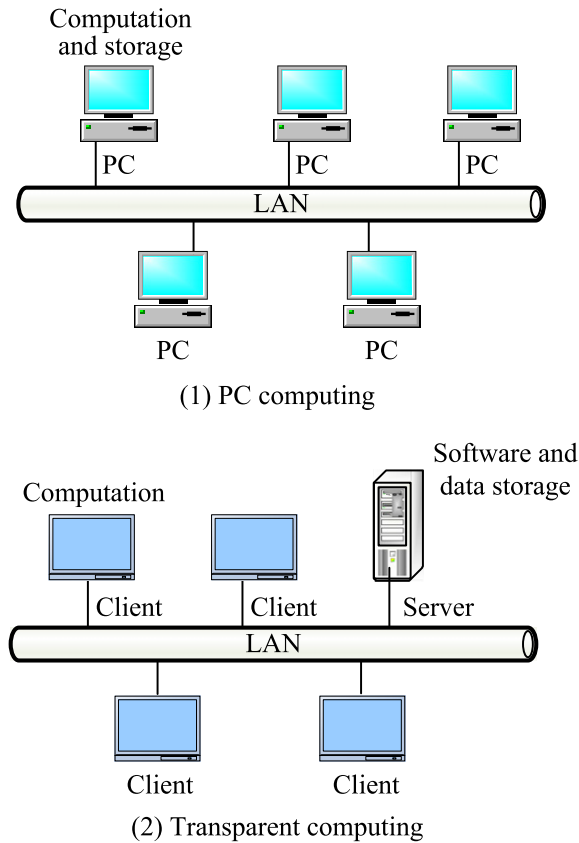 Computation
and storage
PC
PC
PC
LAN
PC
PC
(1) PC computing
Software and
data storage
Computation
Client
Client
Server
LAN
Client
Client
(2) Transparent computing